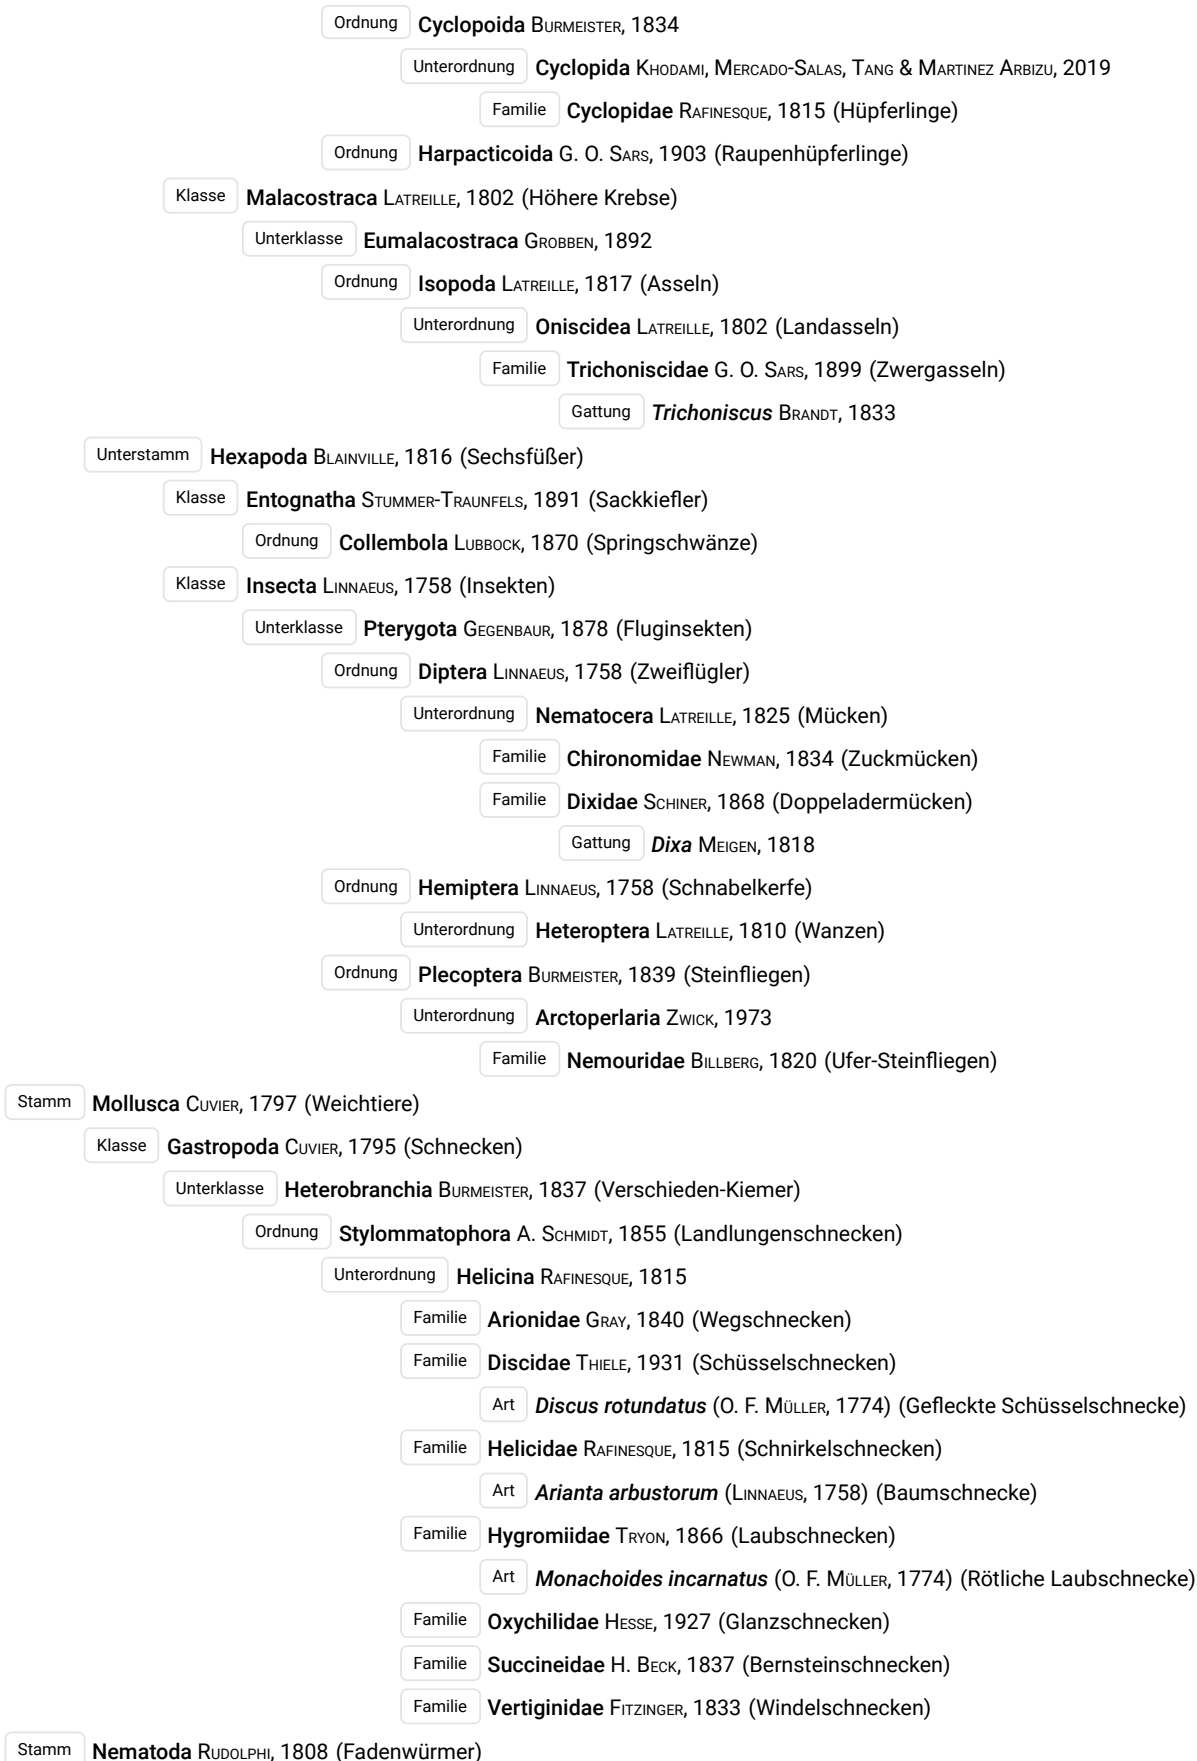 Ordnung Cyclopoida Burmeister, 1834
Unterordnung Cyclopida Khodami, Mercado-Salas, Tang & Martinez Arbizu, 2019
Familie Cyclopidae Rafinesque, 1815 (Hüpferlinge)
Ordnung Harpacticoida G. O. Sars, 1903 (Raupenhüpferlinge)
Klasse Malacostraca Latreille, 1802 (Höhere Krebse)
Unterklasse Eumalacostraca Grobben, 1892
Ordnung Isopoda Latreille, 1817 (Asseln)
Unterordnung Oniscidea Latreille, 1802 (Landasseln)
Familie Trichoniscidae G. O. Sars, 1899 (Zwergasseln)
Gattung Trichoniscus Brandt, 1833
Unterstamm Hexapoda Blainville, 1816 (Sechsfüßer)
Klasse Entognatha Stummer-Traunfels, 1891 (Sackkiefler)
Ordnung Collembola Lubbock, 1870 (Springschwänze)
Klasse Insecta Linnaeus, 1758 (Insekten)
Unterklasse Pterygota Gegenbaur, 1878 (Fluginsekten)
Ordnung Diptera Linnaeus, 1758 (Zweiflügler)
Unterordnung Nematocera Latreille, 1825 (Mücken)
Familie Chironomidae Newman, 1834 (Zuckmücken)
Familie Dixidae Schiner, 1868 (Doppeladermücken)
Gattung Dixa Meigen, 1818
Ordnung Hemiptera Linnaeus, 1758 (Schnabelkerfe)
Unterordnung Heteroptera Latreille, 1810 (Wanzen)
Ordnung Plecoptera Burmeister, 1839 (Steinfliegen)
Unterordnung Arctoperlaria Zwick, 1973
Familie Nemouridae Billberg, 1820 (Ufer-Steinfliegen)
Stamm Mollusca Cuvier, 1797 (Weichtiere)
Klasse Gastropoda Cuvier, 1795 (Schnecken)
Unterklasse Heterobranchia Burmeister, 1837 (Verschieden-Kiemer)
Ordnung Stylommatophora A. Schmidt, 1855 (Landlungenschnecken)
Unterordnung Helicina Rafinesque, 1815
Familie Arionidae Gray, 1840 (Wegschnecken)
Familie Discidae Thiele, 1931 (Schüsselschnecken)
Art Discus rotundatus (O. F. Müller, 1774) (Gefleckte Schüsselschnecke)
Familie Helicidae Rafinesque, 1815 (Schnirkelschnecken)
Art Arianta arbustorum (Linnaeus, 1758) (Baumschnecke)
Familie Hygromiidae Tryon, 1866 (Laubschnecken)
Art Monachoides incarnatus (O. F. Müller, 1774) (Rötliche Laubschnecke)
Familie Oxychilidae Hesse, 1927 (Glanzschnecken)
Familie Succineidae H. Beck, 1837 (Bernsteinschnecken)
Familie Vertiginidae Fitzinger, 1833 (Windelschnecken)
Stamm Nematoda Rudolphi, 1808 (Fadenwürmer)